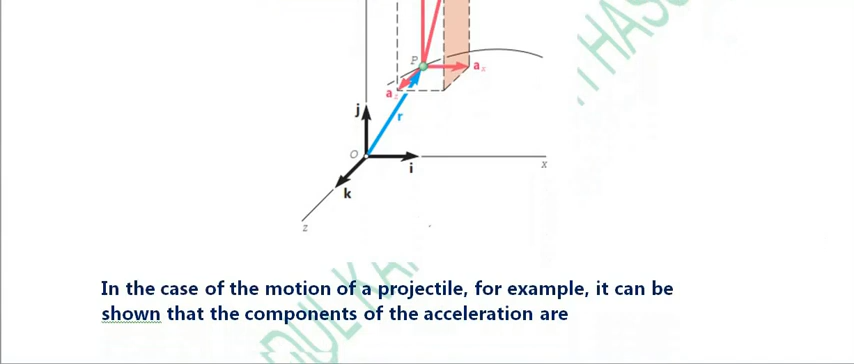 P
aₓ
a
j
r
O
i
x
k
z
In the case of the motion of a projectile, for example, it can be
shown that the components of the acceleration are